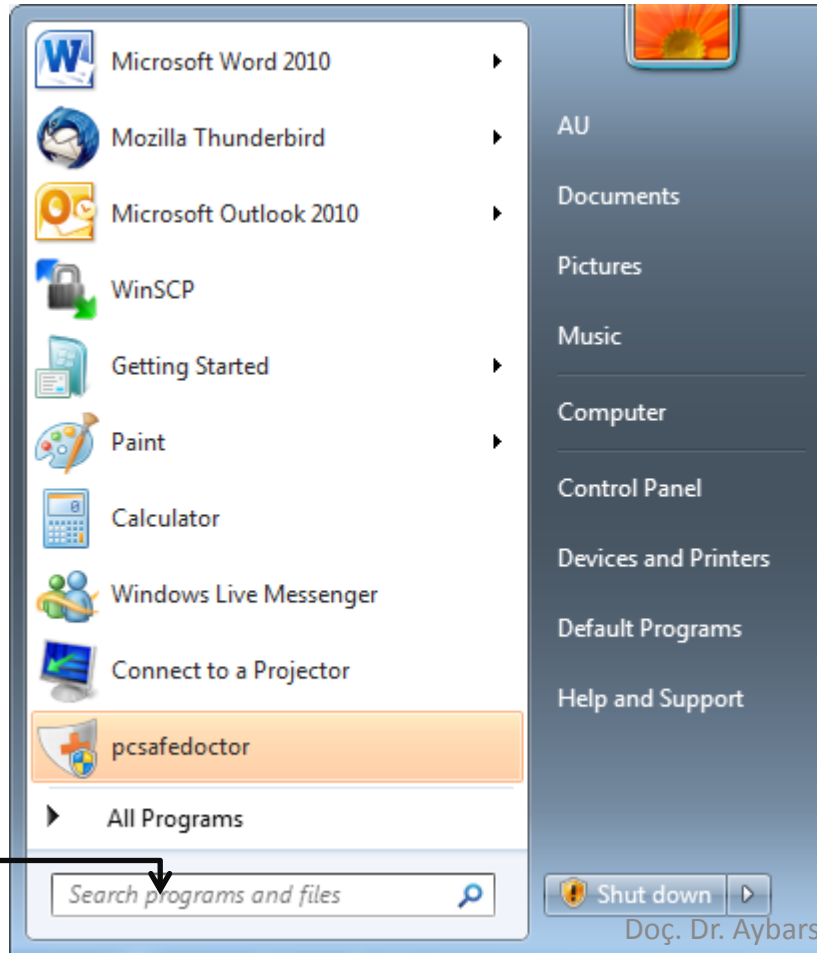 Microsoft Word 2010
Mozilla Thunderbird
Microsoft Outlook 2010
WinSCP
Getting Started
Paint
Calculator
Windows Live Messenger
Connect to a Projector
pcsafedoctor
All Programs
Search programs and files
AU
Documents
Pictures
Music
Computer
Control Panel
Devices and Printers
Default Programs
Help and Support
Shut down
Doç. Dr. Aybars